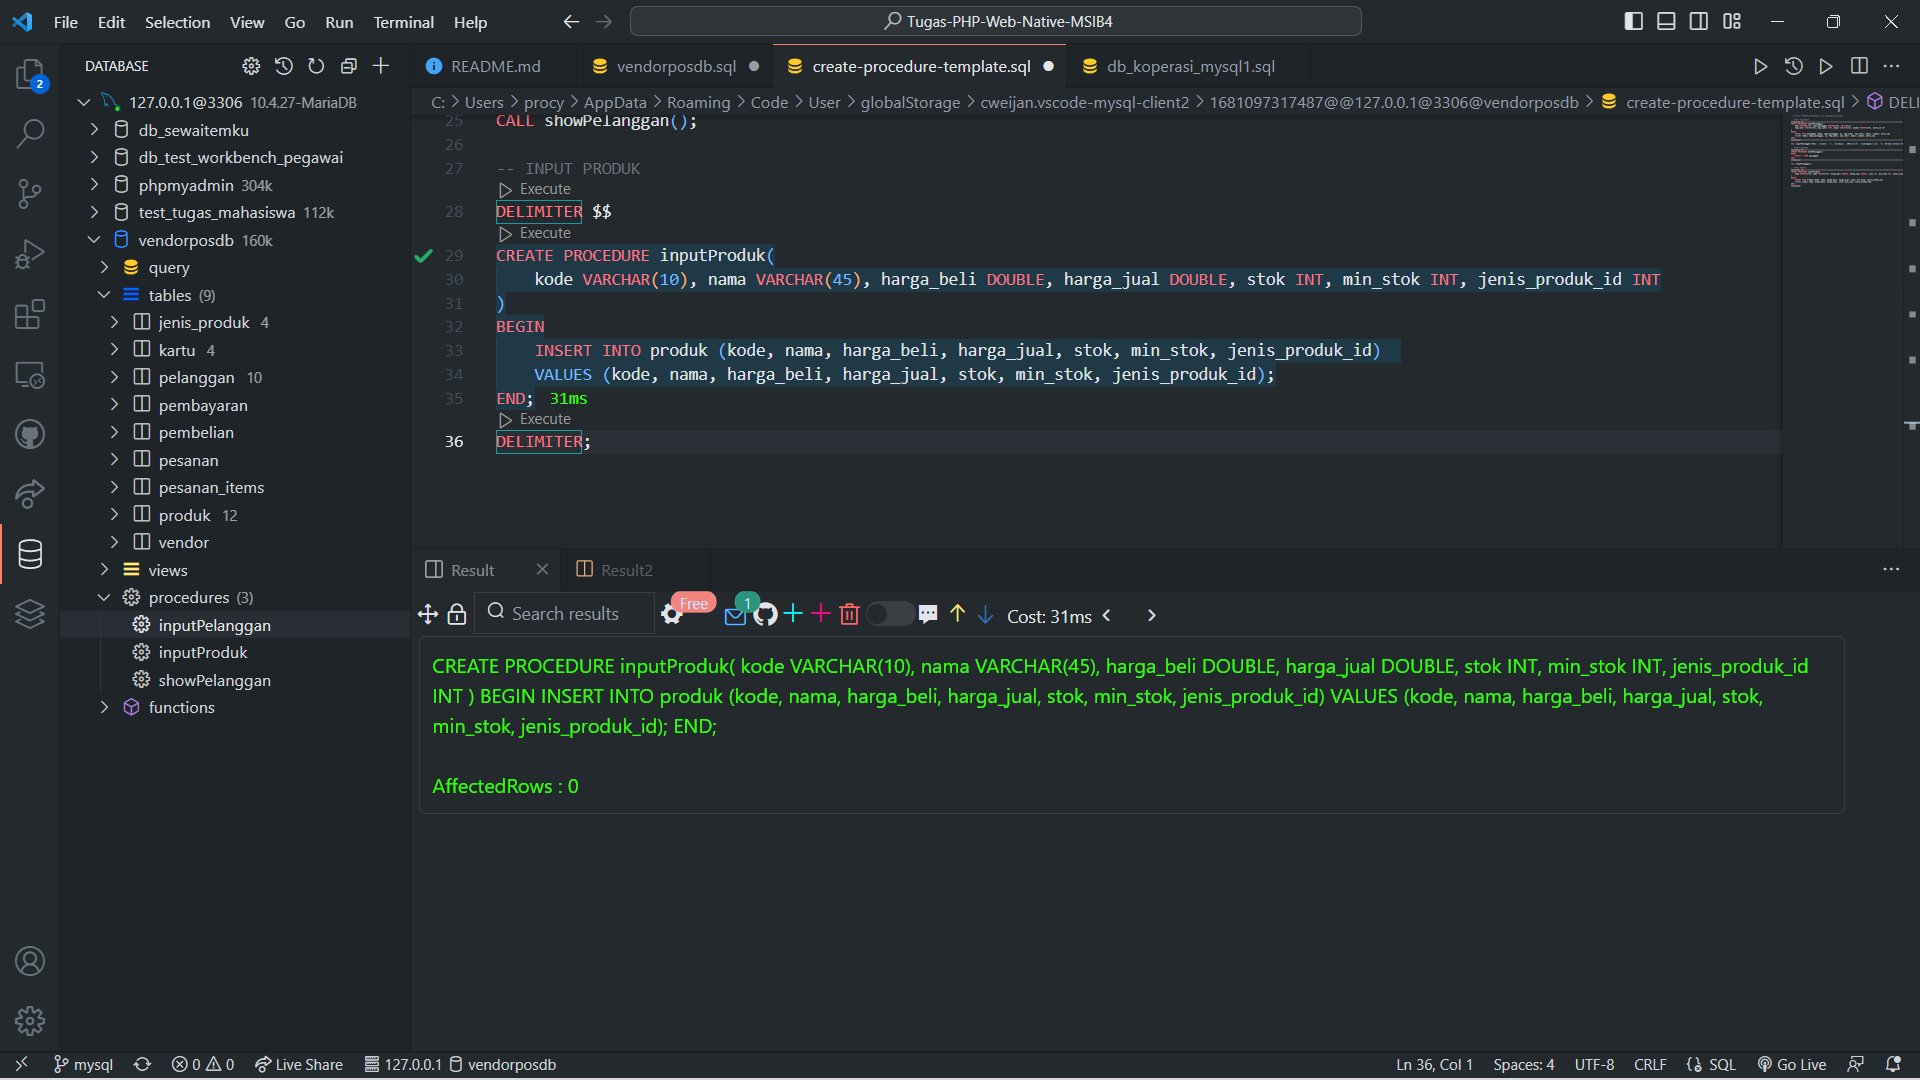 File Edit Selection View Go Run Terminal Help
Tugas-PHP-Web-Native-MSIB4
2
DATABASE
127.0.0.1@3306 10.4.27-MariaDB
db_sewaitemku
db_test_workbench_pegawai
phpmyadmin 304k
test_tugas_mahasiswa 112k
vendorposdb 160k
query
tables (9)
jenis_produk 4
kartu 4
pelanggan 10
pembayaran
pembelian
pesanan
pesanan_items
produk 12
vendor
views
procedures (3)
inputPelanggan
inputProduk
showPelanggan
functions
README.md vendorposdb.sql create-procedure-template.sql db_koperasi_mysql1.sql
C: > Users > procy > AppData > Roaming > Code > User > globalStorage > cweijan.vscode-mysql-client2 > 1681097317487@@127.0.0.1@3306@vendorposdb > create-procedure-template.sql > DELI
25 CALL showPelanggan();
26
27 -- INPUT PRODUK
Execute
28 DELIMITER $$
Execute
29 CREATE PROCEDURE inputProduk(
30 kode VARCHAR(10), nama VARCHAR(45), harga_beli DOUBLE, harga_jual DOUBLE, stok INT, min_stok INT, jenis_produk_id INT
31 )
32 BEGIN
33 INSERT INTO produk (kode, nama, harga_beli, harga_jual, stok, min_stok, jenis_produk_id)
34 VALUES (kode, nama, harga_beli, harga_jual, stok, min_stok, jenis_produk_id);
35 END; 31ms
Execute
36 DELIMITER;
Result Result2
Search results Free 1 Cost: 31ms
CREATE PROCEDURE inputProduk( kode VARCHAR(10), nama VARCHAR(45), harga_beli DOUBLE, harga_jual DOUBLE, stok INT, min_stok INT, jenis_produk_id
INT ) BEGIN INSERT INTO produk (kode, nama, harga_beli, harga_jual, stok, min_stok, jenis_produk_id) VALUES (kode, nama, harga_beli, harga_jual, stok,
min_stok, jenis_produk_id); END;
AffectedRows : 0
mysql 0 0 Live Share 127.0.0.1 vendorposdb Ln 36, Col 1 Spaces: 4 UTF-8 CRLF SQL Go Live